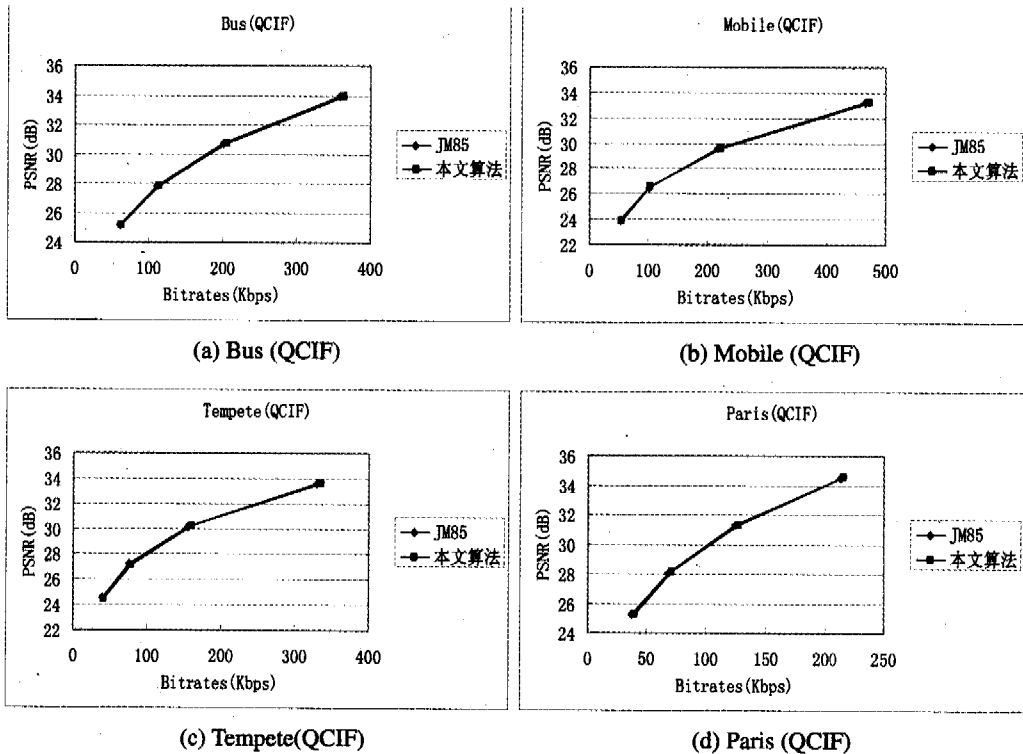 Bus(QCIF)
PSNR(dB)
36
34
32
30
28
26
24
0 100 200 300 400
Bitrates(Kbps)
JM85
本文算法
(a) Bus (QCIF)
Mobile(QCIF)
PSNR(dB)
36
34
32
30
28
26
24
22
0 100 200 300 400 500
Bitrates(Kbps)
JM85
本文算法
(b) Mobile (QCIF)
Tempete(QCIF)
PSNR(dB)
36
34
32
30
28
26
24
22
0 100 200 300 400
Bitrates(Kbps)
JM85
本文算法
(c) Tempete(QCIF)
Paris(QCIF)
PSNR(dB)
36
34
32
30
28
26
24
0 50 100 150 200 250
Bitrates(Kbps)
JM85
本文算法
(d) Paris (QCIF)